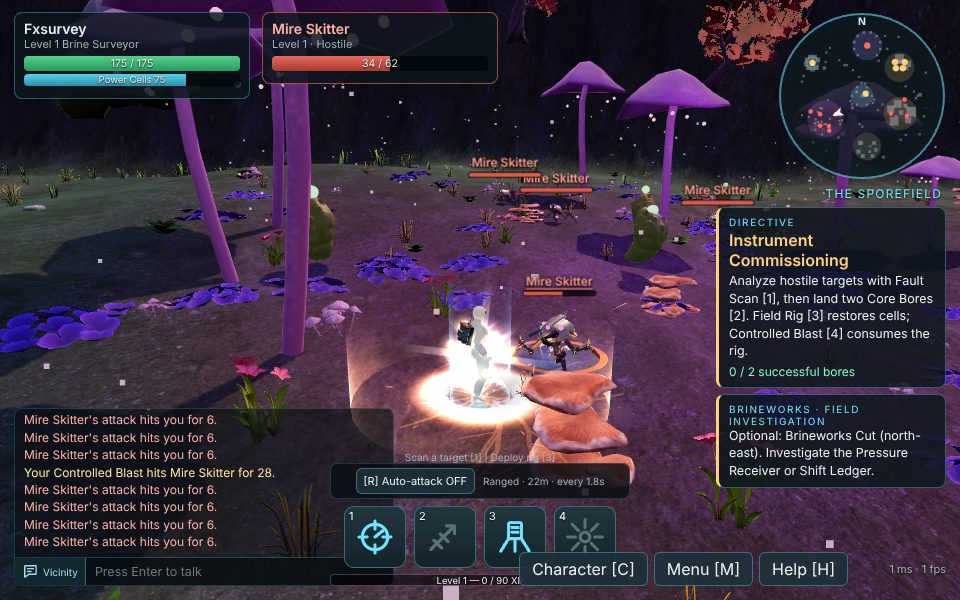 Fxsurvey
Level 1 Brine Surveyor
175 / 175
Power Cells 75
Mire Skitter
Level 1 · Hostile
34 / 62
N
THE SPOREFIELD
Mire Skitter
Mire Skitter
Mire Skitter
Mire Skitter
DIRECTIVE
Instrument
Commissioning
Analyze hostile targets with Fault
Scan [1], then land two Core Bores
[2]. Field Rig [3] restores cells;
Controlled Blast [4] consumes the
rig.
0 / 2 successful bores
BRINEWORKS · FIELD
INVESTIGATION
Optional: Brineworks Cut (north-
east). Investigate the Pressure
Receiver or Shift Ledger.
Mire Skitter's attack hits you for 6.
Mire Skitter's attack hits you for 6.
Mire Skitter's attack hits you for 6.
Your Controlled Blast hits Mire Skitter for 28.
Mire Skitter's attack hits you for 6.
Mire Skitter's attack hits you for 6.
Mire Skitter's attack hits you for 6.
Mire Skitter's attack hits you for 6.
Vicinity
Press Enter to talk
Scan a target [1] | Deploy rig [3]
[R] Auto-attack OFF
Ranged · 22m · every 1.8s
1
2
3
4
Level 1 — 0 / 90
Character [C]
Menu [M]
Help [H]
1 ms · 1 fps